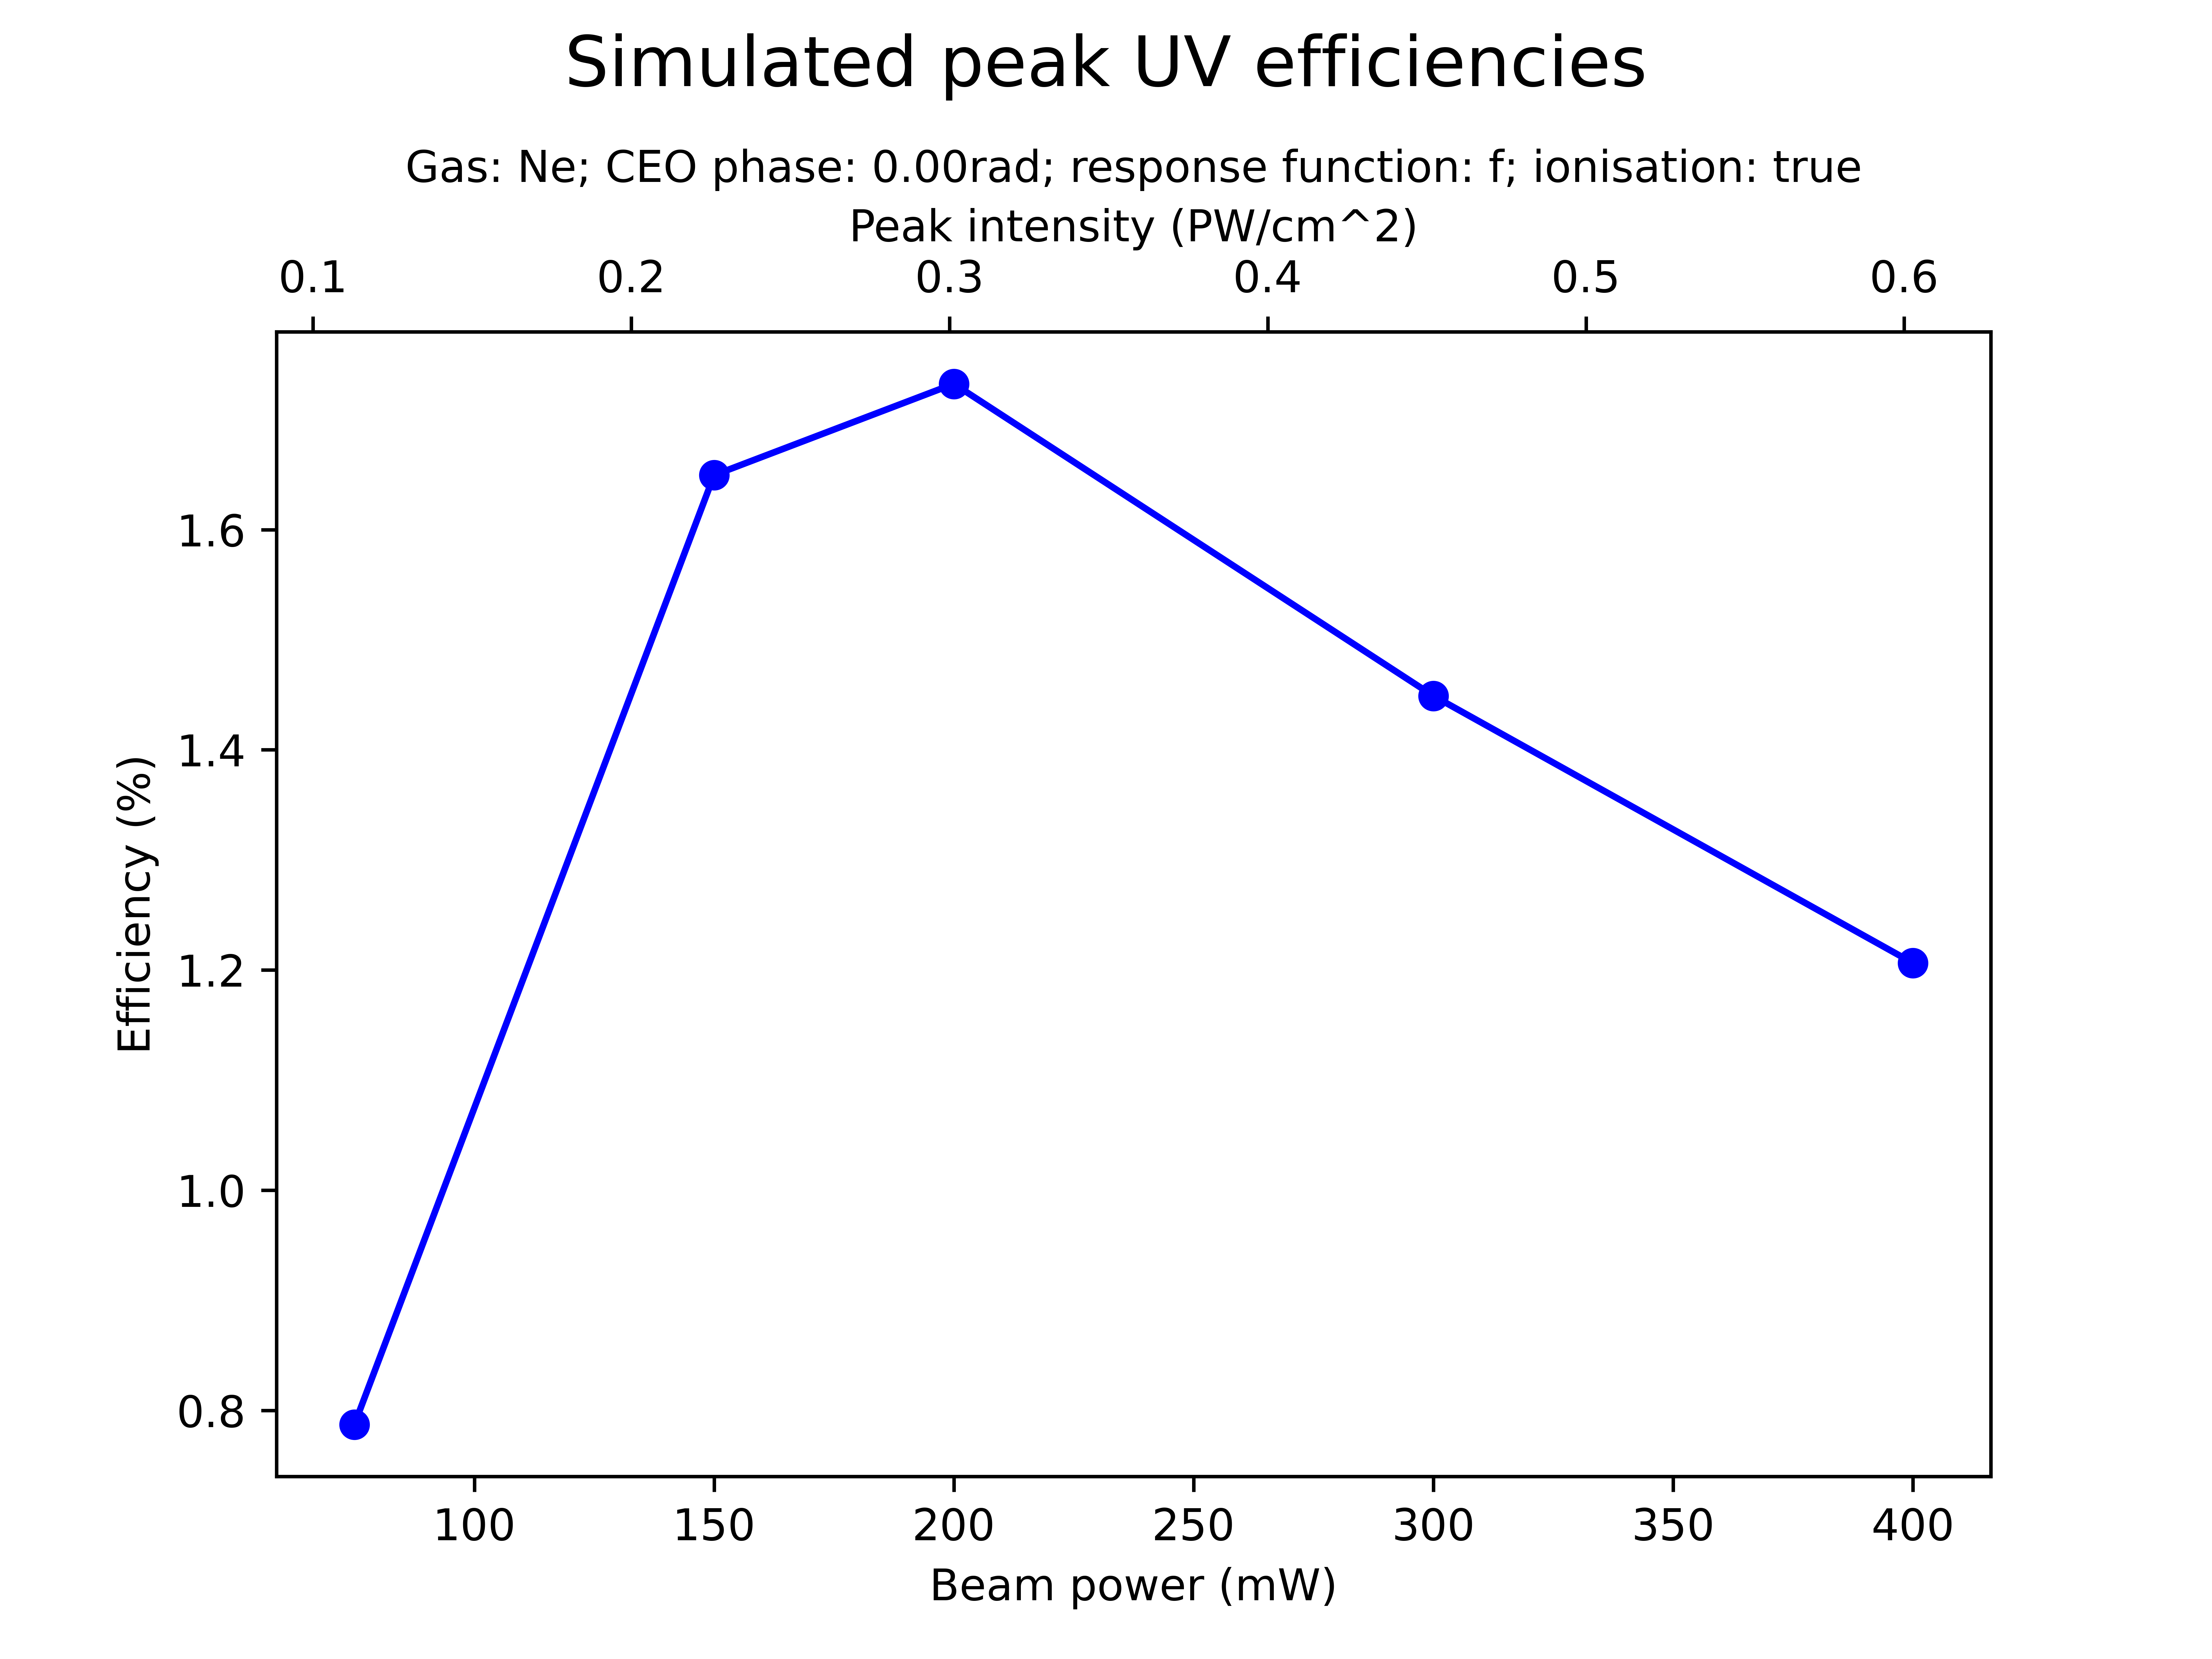 Simulated peak UV efficiencies
Gas: Ne; CEO phase: 0.00rad; response function: f; ionisation: true
Peak intensity (PW/cm^2)
0.1 0.2 0.3 0.4 0.5 0.6
1.6
1.4
1.2
1.0
0.8
Efficiency (%)
100 150 200 250 300 350 400
Beam power (mW)